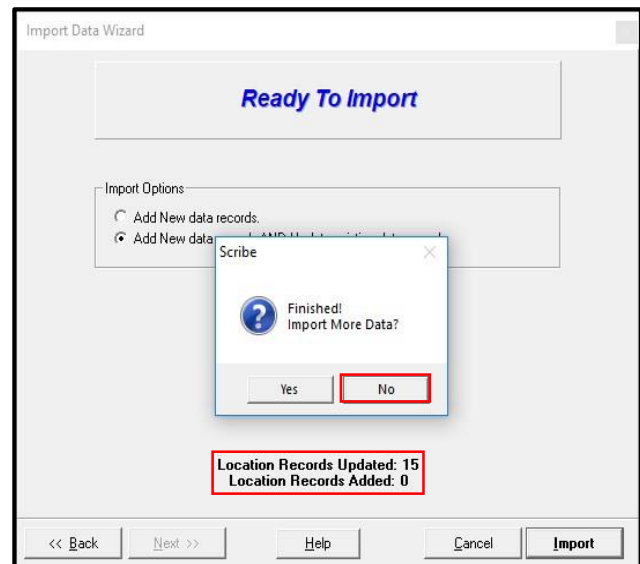 Import Data Wizard
Ready To Import
Import Options
Add New data records.
Add New data
Scribe
Finished!
Import More Data?
Yes
No
Location Records Updated: 15
Location Records Added: 0
<< Back
Next >>
Help
Cancel
Import